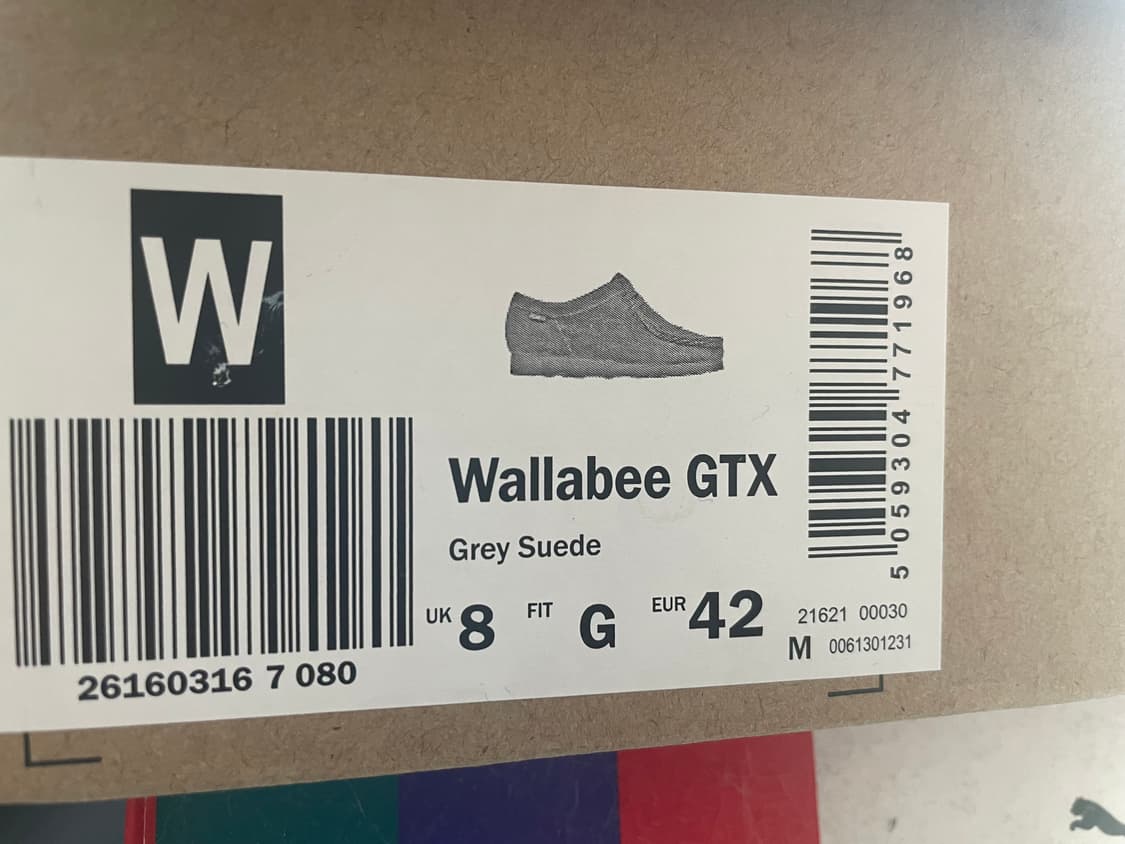 W
Wallabee GTX
Grey Suede
UK 8 FIT G EUR 42
26160316 7 080
5 059304 771968
21621 00030
M 0061301231